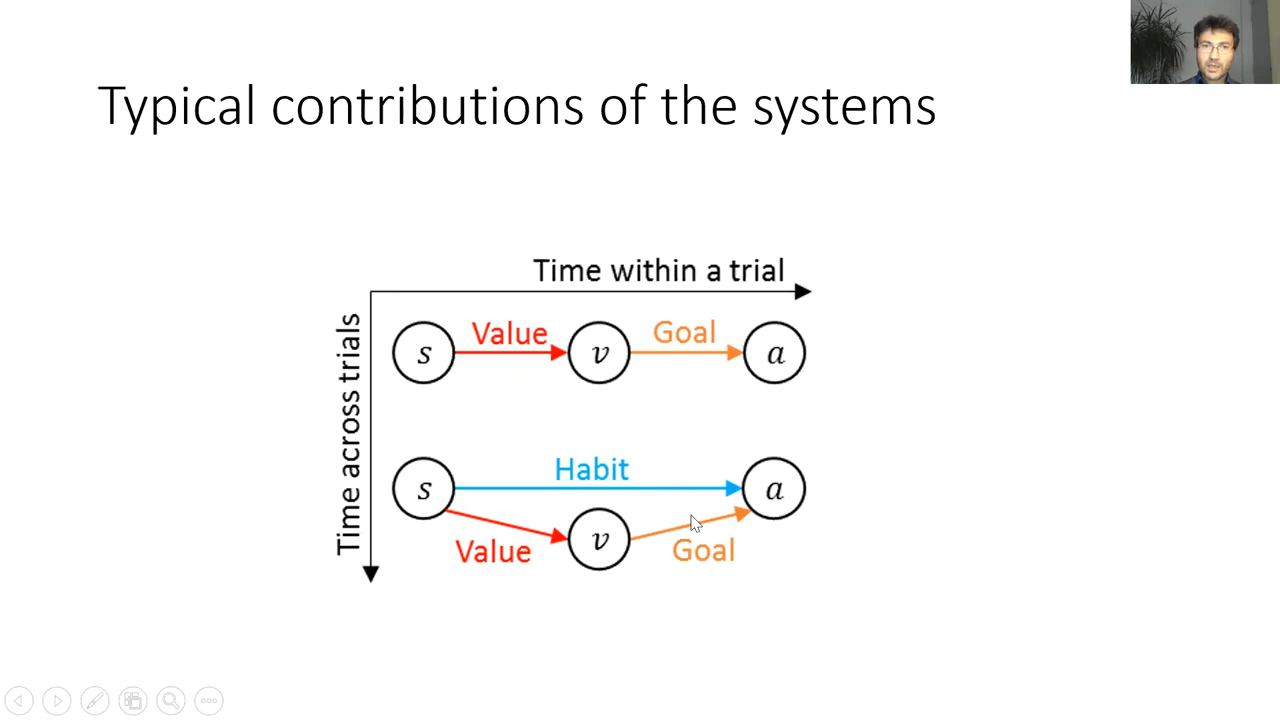 Typical contributions of the systems
Time within a trial
Time across trials
s
Value
v
Goal
a
s
Habit
a
Value
v
Goal